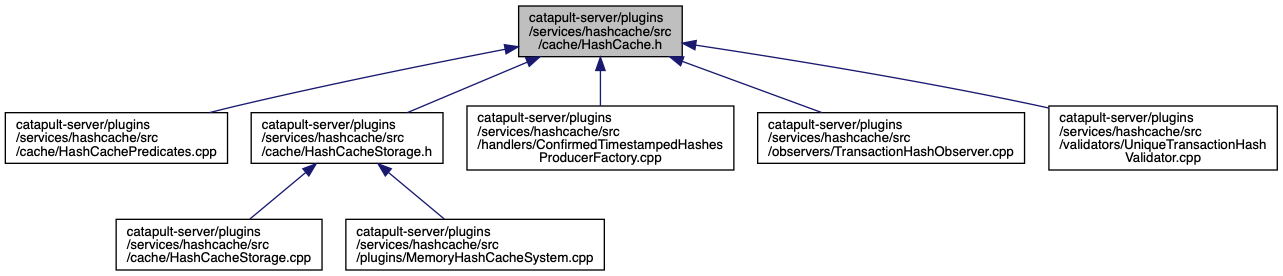 catapult-server/plugins
/services/hashcache/src
/cache/HashCache.h
catapult-server/plugins
/services/hashcache/src
/cache/HashCachePredicates.cpp
catapult-server/plugins
/services/hashcache/src
/cache/HashCacheStorage.h
catapult-server/plugins
/services/hashcache/src
/handlers/ConfirmedTimestampedHashes
ProducerFactory.cpp
catapult-server/plugins
/services/hashcache/src
/observers/TransactionHashObserver.cpp
catapult-server/plugins
/services/hashcache/src
/validators/UniqueTransactionHash
Validator.cpp
catapult-server/plugins
/services/hashcache/src
/cache/HashCacheStorage.cpp
catapult-server/plugins
/services/hashcache/src
/plugins/MemoryHashCacheSystem.cpp